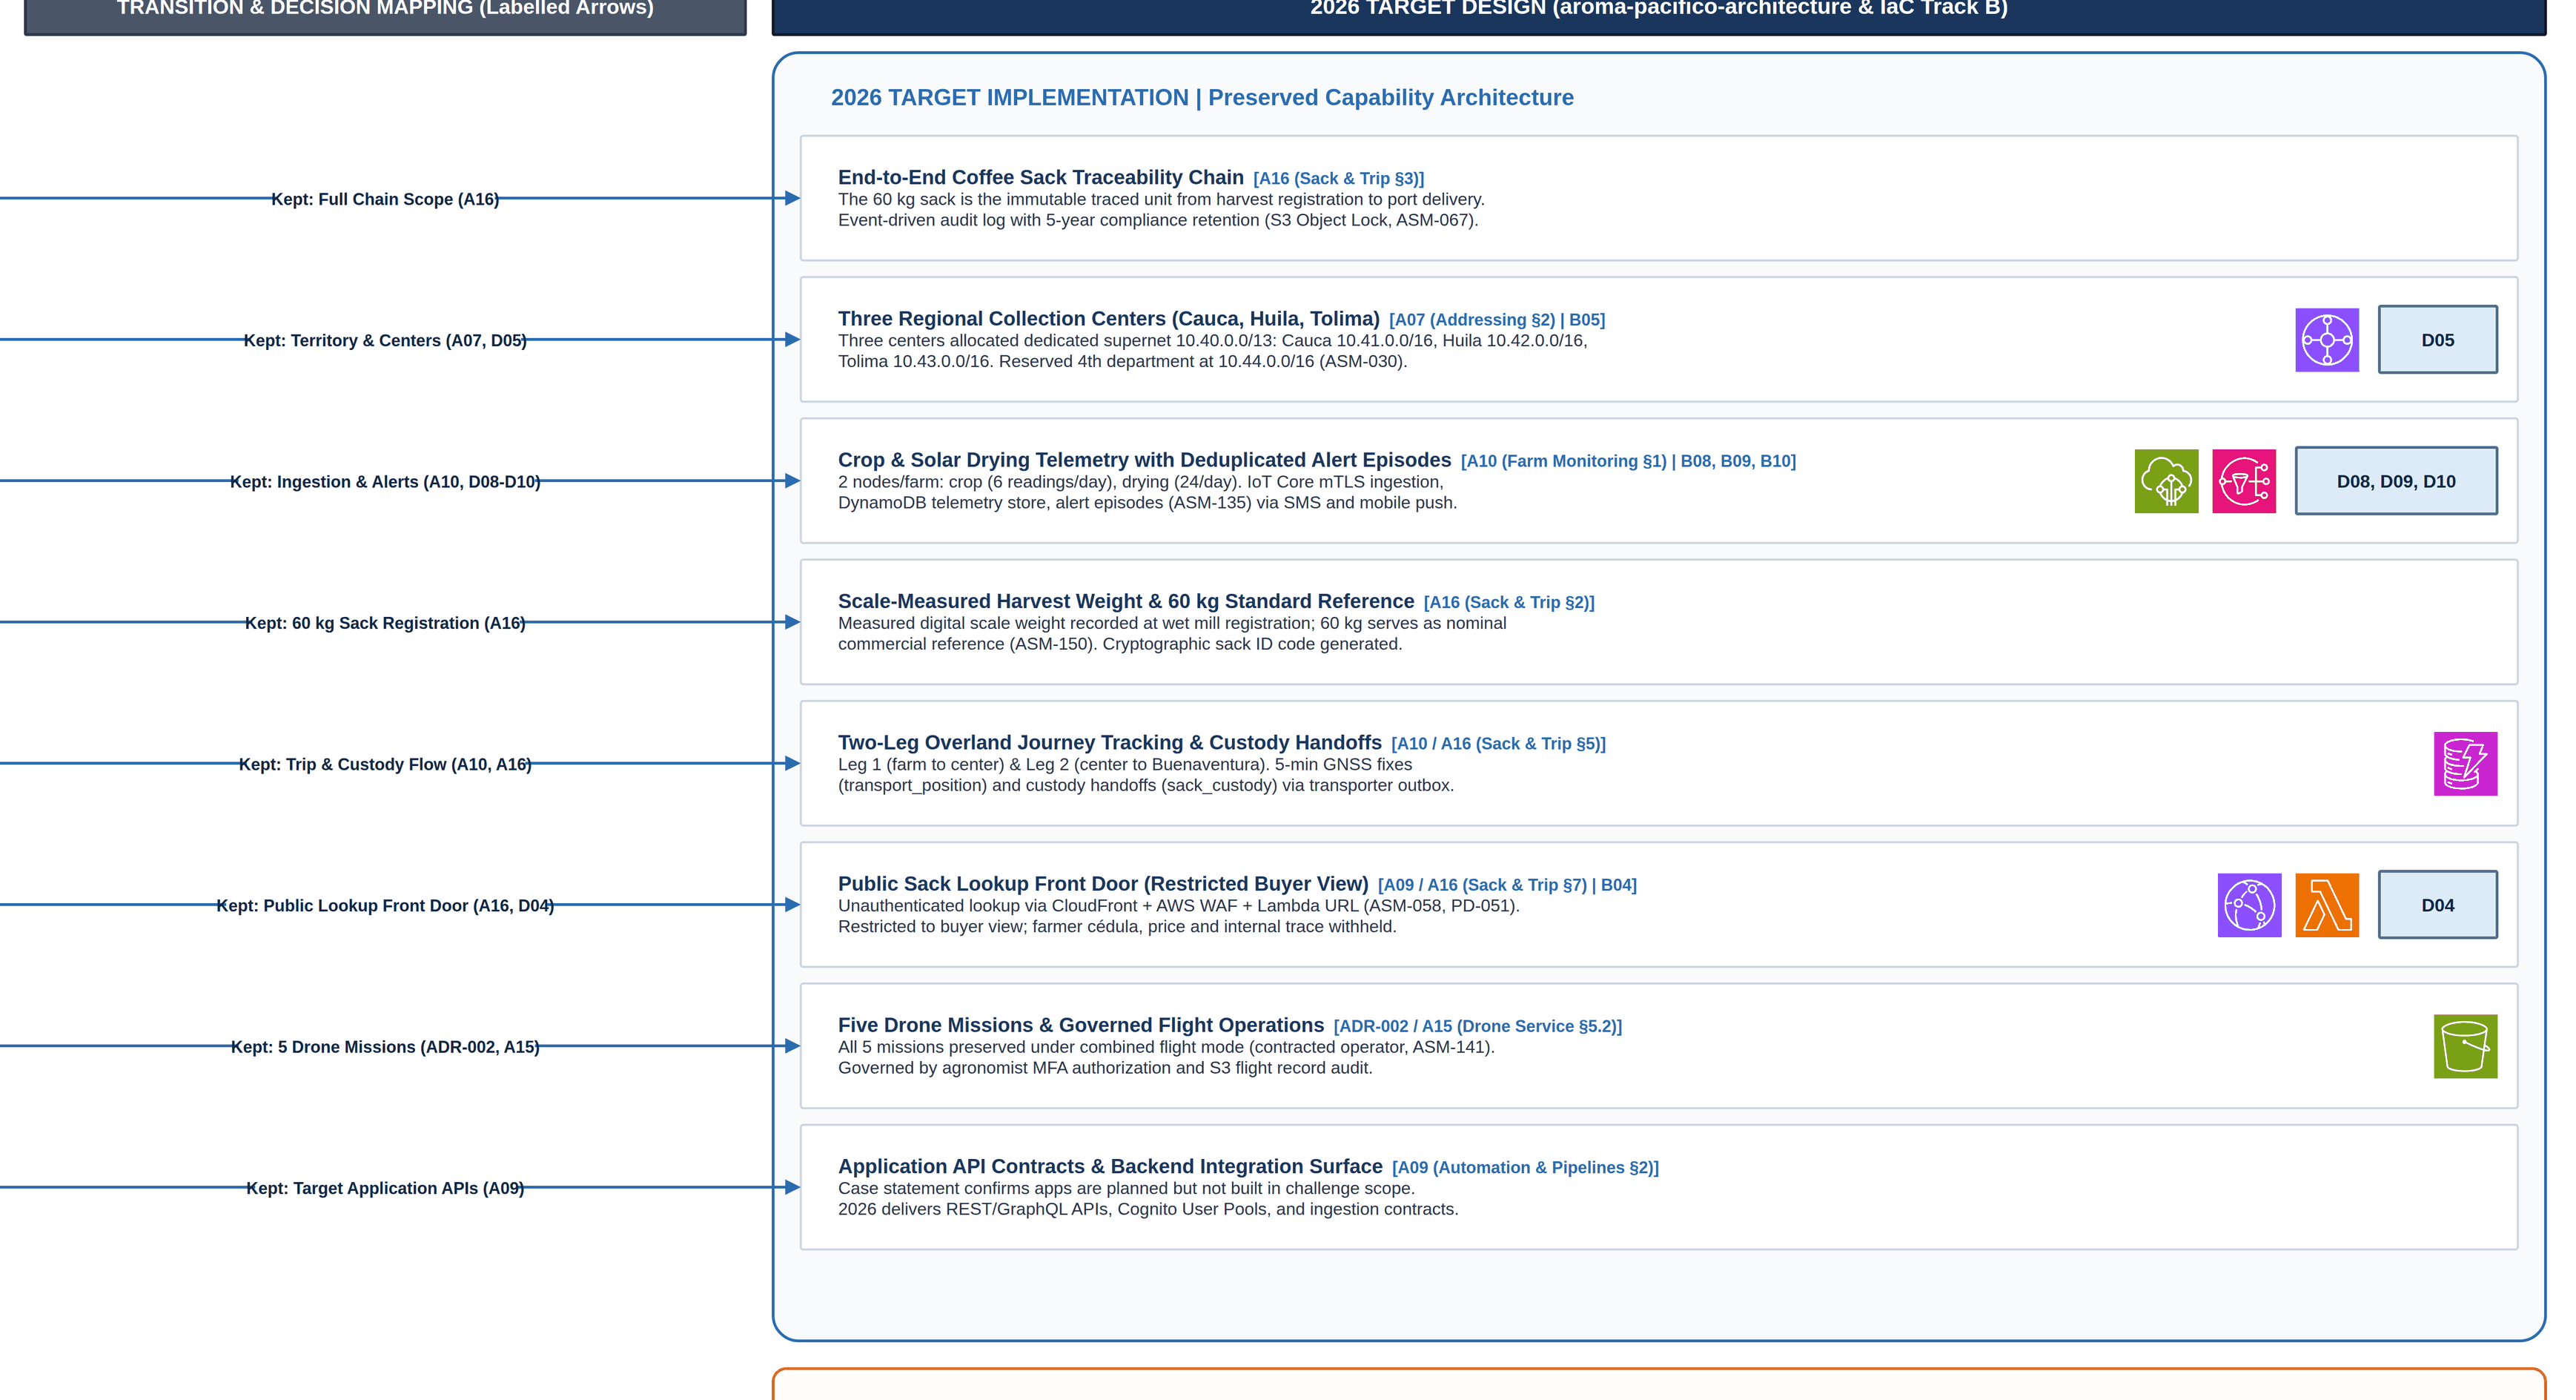 TRANSITION & DECISION MAPPING (Labelled Arrows)
2026 TARGET DESIGN (aroma-pacifico-architecture & IaC Track B)
2026 TARGET IMPLEMENTATION | Preserved Capability Architecture
Kept: Full Chain Scope (A16)
End-to-End Coffee Sack Traceability Chain [A16 (Sack & Trip §3)]
The 60 kg sack is the immutable traced unit from harvest registration to port delivery.
Event-driven audit log with 5-year compliance retention (S3 Object Lock, ASM-067).
Kept: Territory & Centers (A07, D05)
Three Regional Collection Centers (Cauca, Huila, Tolima) [A07 (Addressing §2) | B05]
Three centers allocated dedicated supernet 10.40.0.0/13: Cauca 10.41.0.0/16, Huila 10.42.0.0/16,
Tolima 10.43.0.0/16. Reserved 4th department at 10.44.0.0/16 (ASM-030).
D05
Kept: Ingestion & Alerts (A10, D08-D10)
Crop & Solar Drying Telemetry with Deduplicated Alert Episodes [A10 (Farm Monitoring §1) | B08, B09, B10]
2 nodes/farm: crop (6 readings/day), drying (24/day). IoT Core mTLS ingestion,
DynamoDB telemetry store, alert episodes (ASM-135) via SMS and mobile push.
D08, D09, D10
Kept: 60 kg Sack Registration (A16)
Scale-Measured Harvest Weight & 60 kg Standard Reference [A16 (Sack & Trip §2)]
Measured digital scale weight recorded at wet mill registration; 60 kg serves as nominal
commercial reference (ASM-150). Cryptographic sack ID code generated.
Kept: Trip & Custody Flow (A10, A16)
Two-Leg Overland Journey Tracking & Custody Handoffs [A10 / A16 (Sack & Trip §5)]
Leg 1 (farm to center) & Leg 2 (center to Buenaventura). 5-min GNSS fixes
(transport_position) and custody handoffs (sack_custody) via transporter outbox.
Kept: Public Lookup Front Door (A16, D04)
Public Sack Lookup Front Door (Restricted Buyer View) [A09 / A16 (Sack & Trip §7) | B04]
Unauthenticated lookup via CloudFront + AWS WAF + Lambda URL (ASM-058, PD-051).
Restricted to buyer view; farmer cédula, price and internal trace withheld.
D04
Kept: 5 Drone Missions (ADR-002, A15)
Five Drone Missions & Governed Flight Operations [ADR-002 / A15 (Drone Service §5.2)]
All 5 missions preserved under combined flight mode (contracted operator, ASM-141).
Governed by agronomist MFA authorization and S3 flight record audit.
Kept: Target Application APIs (A09)
Application API Contracts & Backend Integration Surface [A09 (Automation & Pipelines §2)]
Case statement confirms apps are planned but not built in challenge scope.
2026 delivers REST/GraphQL APIs, Cognito User Pools, and ingestion contracts.